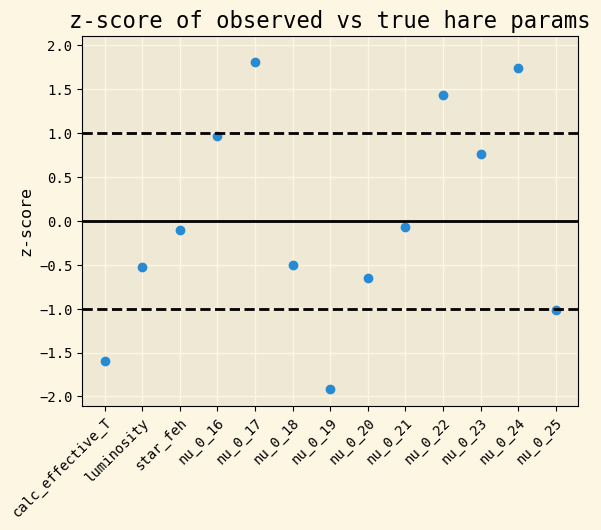 z-score of observed vs true hare params
z-score
2.0
1.5
1.0
0.5
0.0
−0.5
−1.0
−1.5
−2.0
calc_effective_T
luminosity
star_feh
nu_0_16
nu_0_17
nu_0_18
nu_0_19
nu_0_20
nu_0_21
nu_0_22
nu_0_23
nu_0_24
nu_0_25